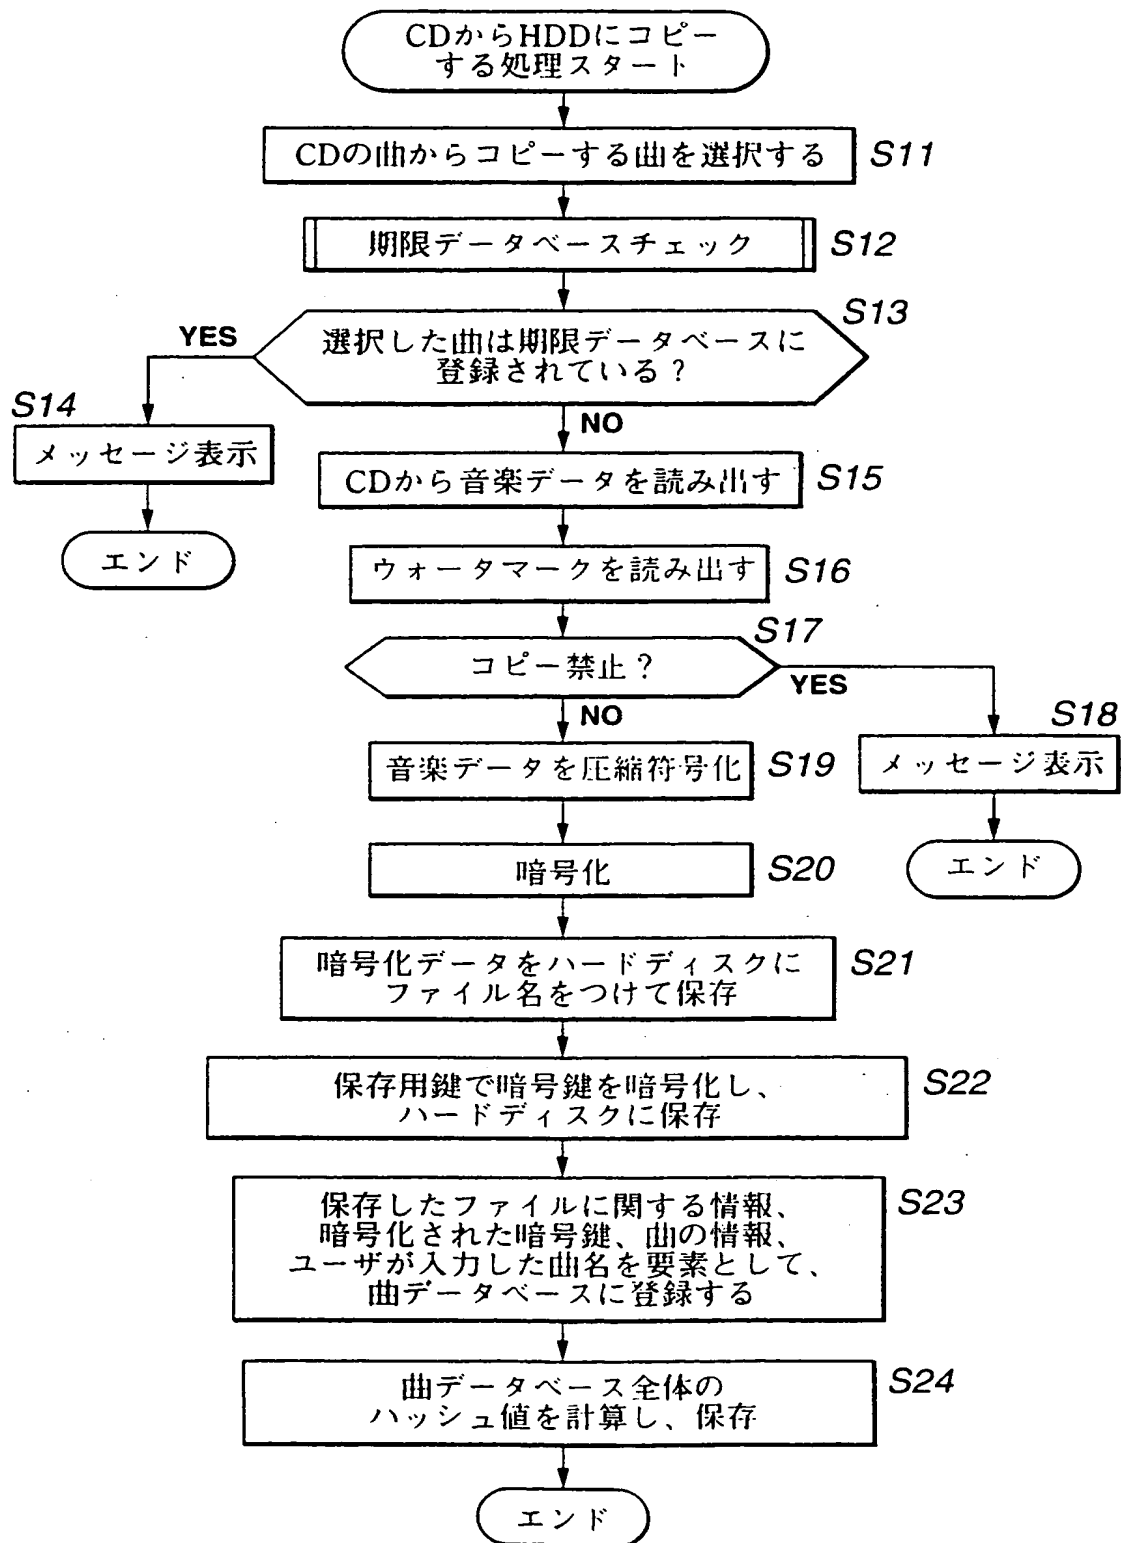 CDからHDDにコピー
する処理スタート
CDの曲からコピーする曲を選択する
S11
期限データベースチェック
S12
S13
YES
選択した曲は期限データベースに
登録されている？
S14
メッセージ表示
エンド
NO
CDから音楽データを読み出す
S15
ウォータマークを読み出す
S16
S17
コピー禁止？
YES
S18
メッセージ表示
エンド
NO
音楽データを圧縮符号化
S19
暗号化
S20
暗号化データをハードディスクに
ファイル名をつけて保存
S21
保存用鍵で暗号鍵を暗号化し、
ハードディスクに保存
S22
保存したファイルに関する情報、
暗号化された暗号鍵、曲の情報、
ユーザが入力した曲名を要素として、
曲データベースに登録する
S23
曲データベース全体の
ハッシュ値を計算し、保存
S24
エンド